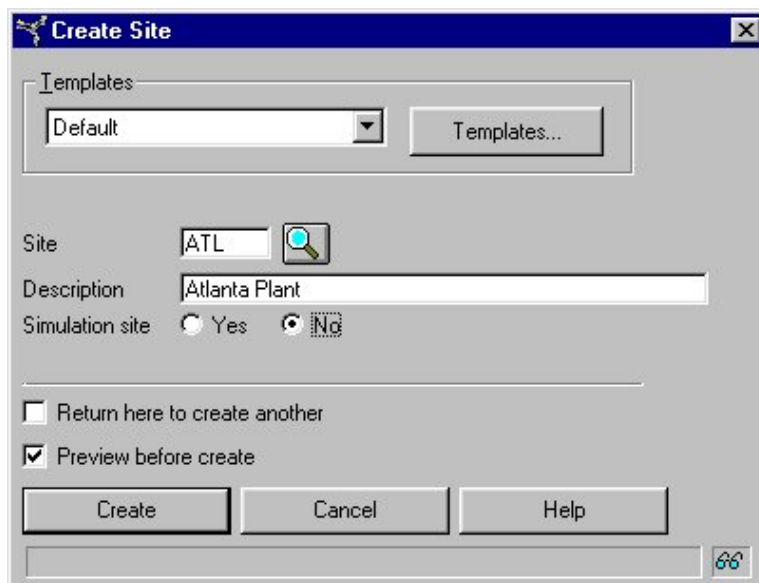 Create Site
Templates
Default
Templates...
Site
ATL
Description
Atlanta Plant
Simulation site Yes No
Return here to create another
Preview before create
Create Cancel Help